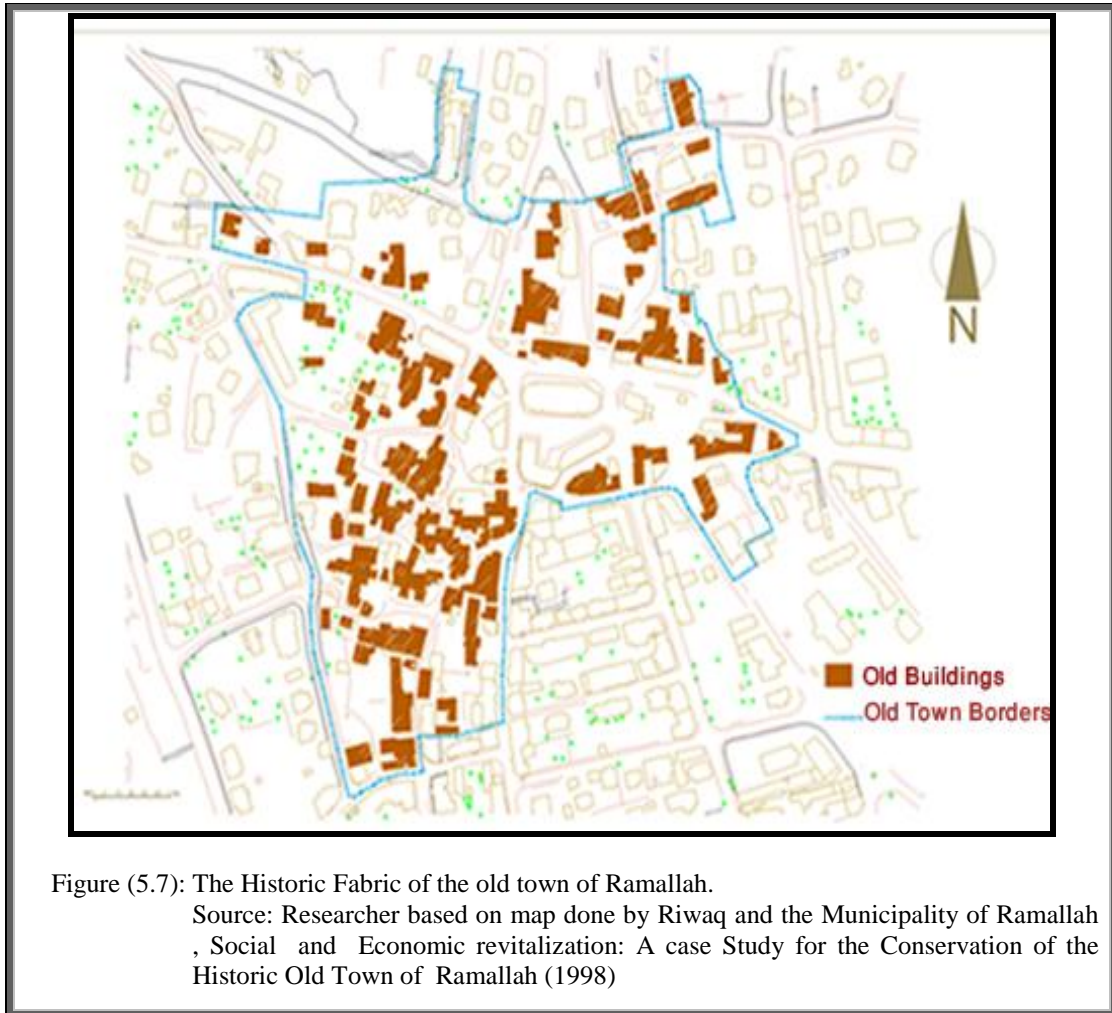 N
Old Buildings
Old Town Borders
Figure (5.7): The Historic Fabric of the old town of Ramallah.
Source: Researcher based on map done by Riwaq and the Municipality of Ramallah
, Social and Economic revitalization: A case Study for the Conservation of the
Historic Old Town of Ramallah (1998)